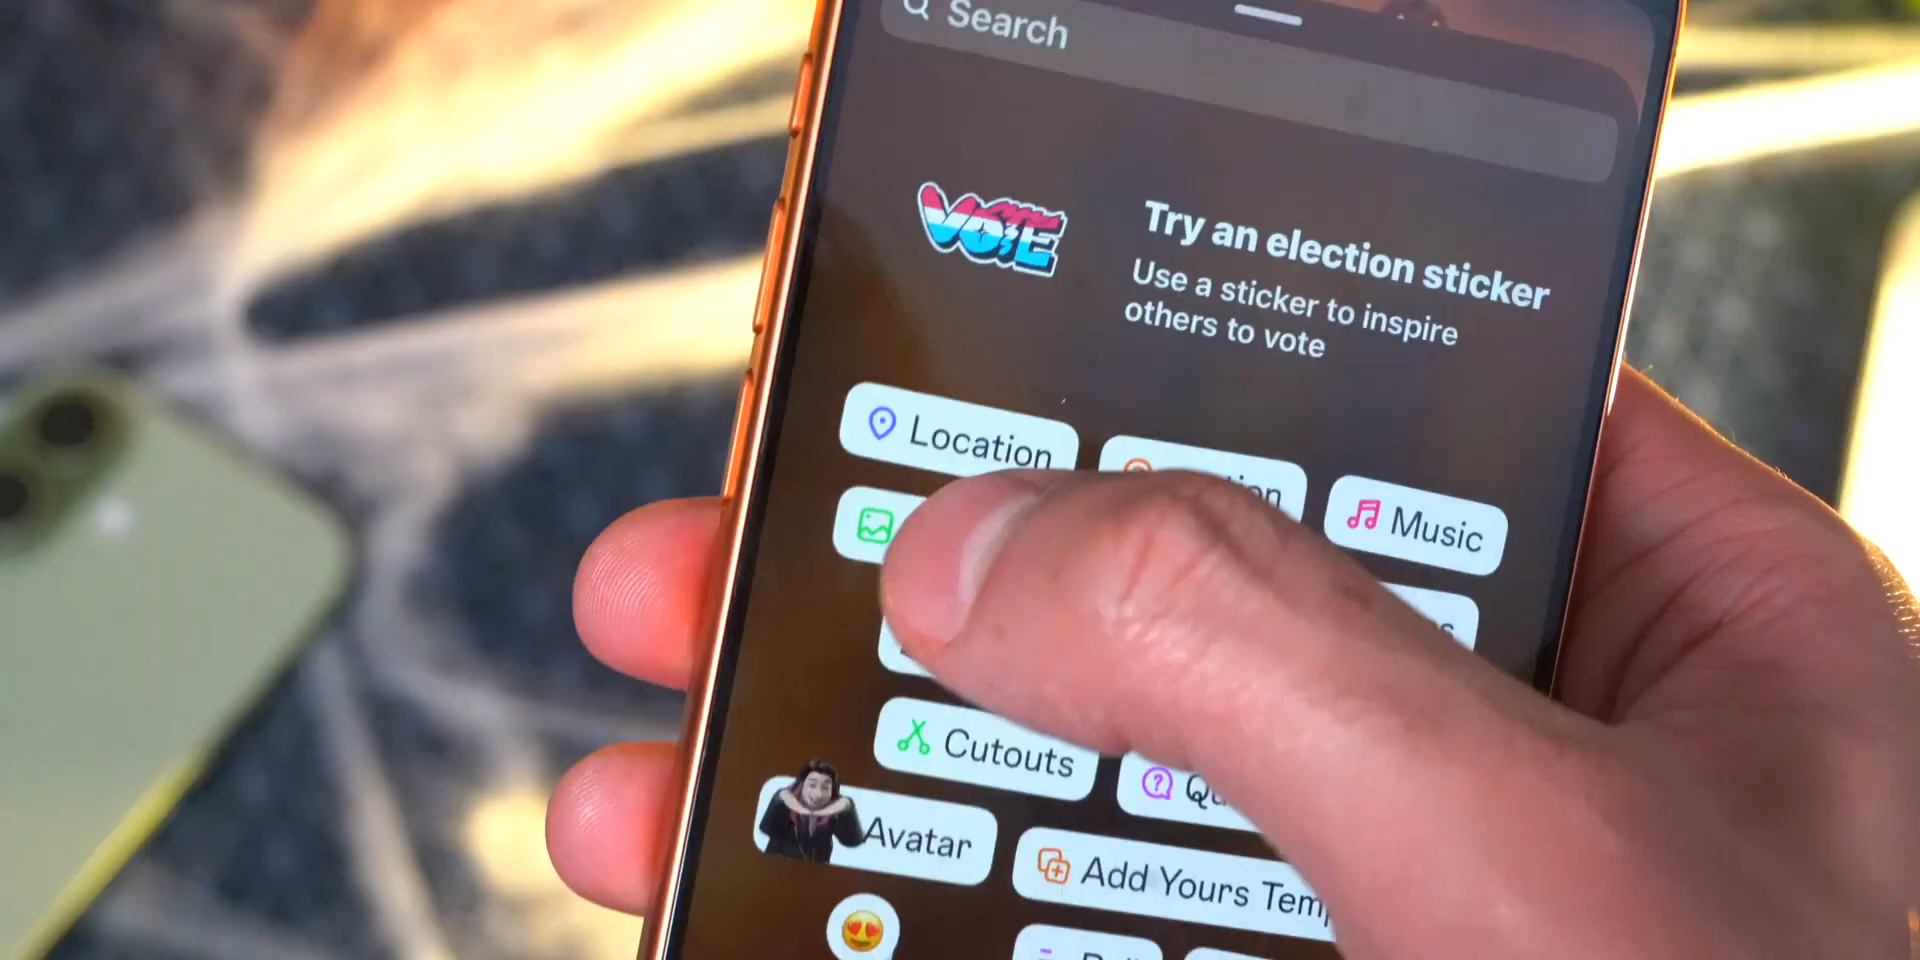 Search
VOTE
Try an election sticker
Use a sticker to inspire
others to vote
Location
Music
Cutouts
Avatar
Add Yours